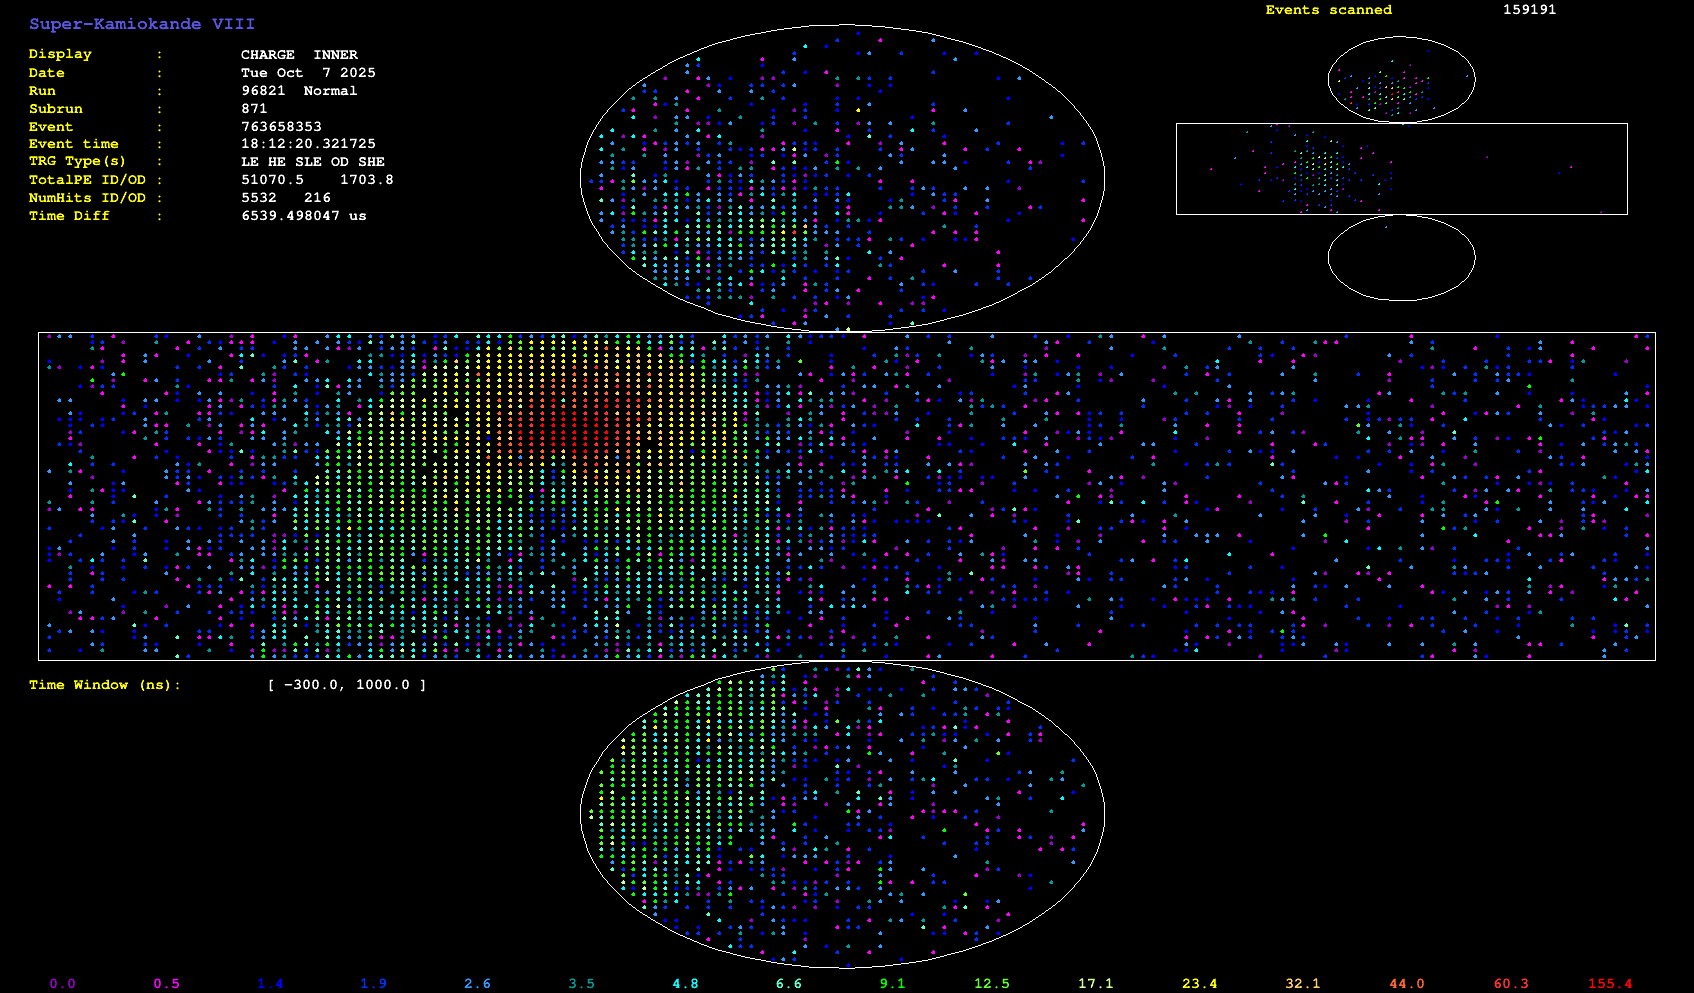 Super-Kamiokande VIII
Events scanned 159191
Display : CHARGE INNER
Date : Tue Oct 7 2025
Run : 96821 Normal
Subrun : 871
Event : 763658353
Event time : 18:12:20.321725
TRG Type(s) : LE HE SLE OD SHE
TotalPE ID/OD : 51070.5 1703.8
NumHits ID/OD : 5532 216
Time Diff : 6539.498047 us
Time Window (ns): [ -300.0, 1000.0 ]
0.0 0.5 1.4 1.9 2.6 3.5 4.8 6.6 9.1 12.5 17.1 23.4 32.1 44.0 60.3 155.4